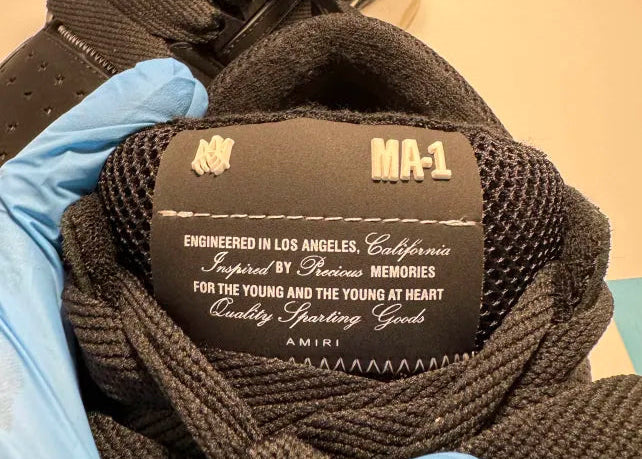 MA-1
ENGINEERED IN LOS ANGELES, California
Inspired BY Precious MEMORIES
FOR THE YOUNG AND THE YOUNG AT HEART
Quality Sparting Goods
AMIRI